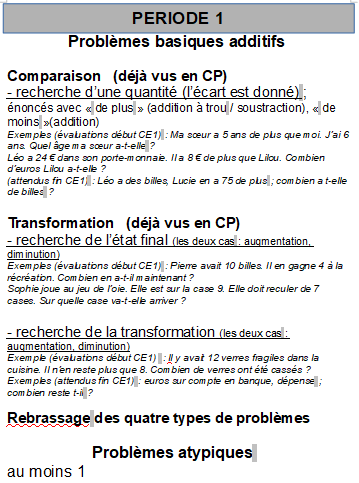 PERIODE 1
Problèmes basiques additifs
Comparaison (déjà vus en CP)
- recherche d'une quantité (l'écart est donné) ;
énoncés avec « de plus » (addition à trou / soustraction), « de
moins »(addition)
Exemples (évaluations début CE1) : Ma sœur a 5 ans de plus que moi. J'ai 6
ans. Quel âge ma sœur a-t-elle ?
Léo a 24 € dans son porte-monnaie. Il a 8 € de plus que Lilou. Combien
d'euros Lilou a-t-elle ?
(attendus fin CE1) : Léo a des billes, Lucie en a 75 de plus ; combien a t-elle
de billes ?
Transformation (déjà vus en CP)
- recherche de l'état final (les deux cas : augmentation,
diminution)
Exemples (évaluations début CE1) : Pierre avait 10 billes. Il en gagne 4 à la
récréation. Combien en a-t-il maintenant ?
Sophie joue au jeu de l'oie. Elle est sur la case 9. Elle doit reculer de 7
cases. Sur quelle case va-t-elle arriver ?
- recherche de la transformation (les deux cas :
augmentation, diminution)
Exemple (évaluations début CE1) : Il y avait 12 verres fragiles dans la
cuisine. Il n'en reste plus que 8. Combien de verres ont été cassés ?
Exemples (attendus fin CE1) : euros sur compte en banque, dépense ;
combien reste t-il ?
Rebrassage des quatre types de problèmes
Problèmes atypiques
au moins 1